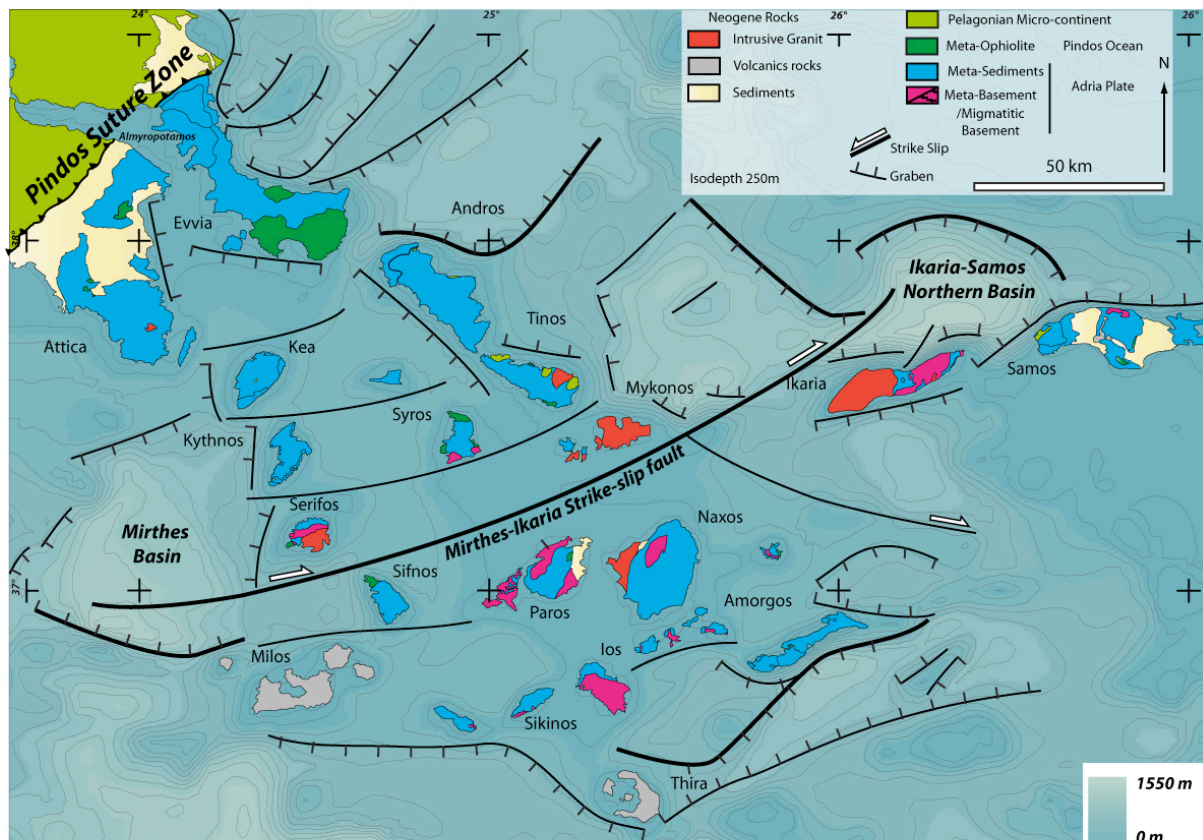 24°
25°
26°
26°
38°
37°
Neogene Rocks
Intrusive Granit
Volcanics rocks
Sediments
Pelagonian Micro-continent
Meta-Ophiolite
Pindos Ocean
Meta-Sediments
Meta-Basement
/Migmatitic
Basement
Adria Plate
N
Strike Slip
Graben
50 km
Isodepth 250m
Pindos Suture Zone
Almyropotamos
Evvia
Andros
Ikaria-Samos
Northern Basin
Attica
Kea
Tinos
Mykonos
Ikaria
Samos
Syros
Kythnos
Mirthes-Ikaria Strike-slip fault
Serifos
Mirthes
Basin
Naxos
Sifnos
Paros
Amorgos
Milos
Ios
Sikinos
Thira
1550 m
0 m